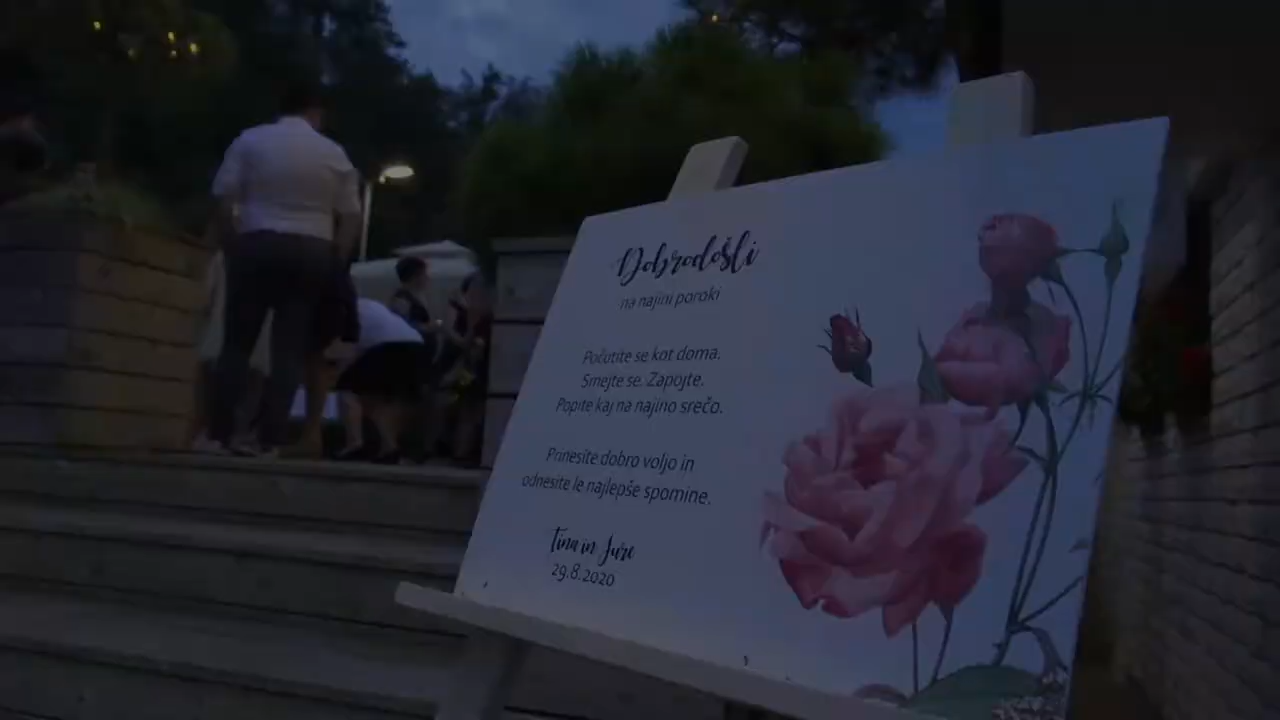 Dobrodošli
na najini poroki
Počutite se kot doma.
Smejte se. Zapojte.
Popite kaj na najino srečo.
Prinesite dobro voljo in
odnesite le najlepše spomine.
Tina in Jure
29.8.2020